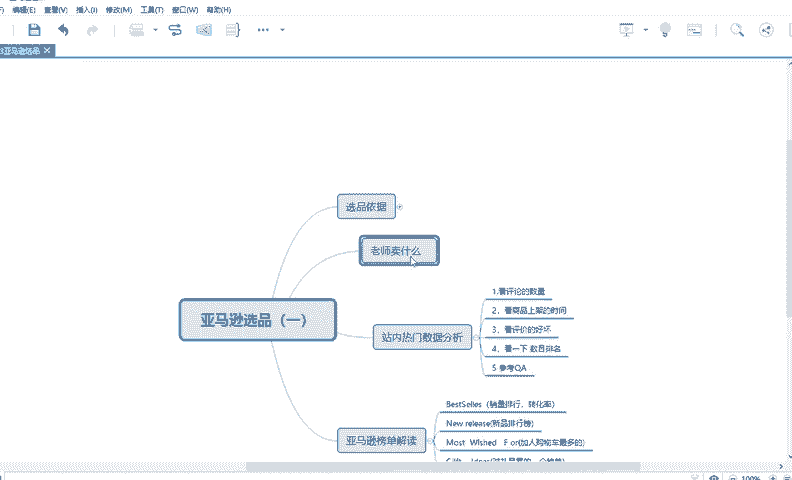 编辑(E) 查看(V) 插入(I) 修改(M) 工具(T) 窗口(W) 帮助(H)
亚马逊选品
选品依据
老师卖什么
亚马逊选品（一）
站内热门数据分析
1.看评论的数量
2、看商品上架的时间
3、看评价的好坏
4、看一下 类目排名
5 参考QA
亚马逊榜单解读
BestSelles（销量排行，转化率）
New release(新品排行榜)
Most Wished For(加入购物车最多的)
100%